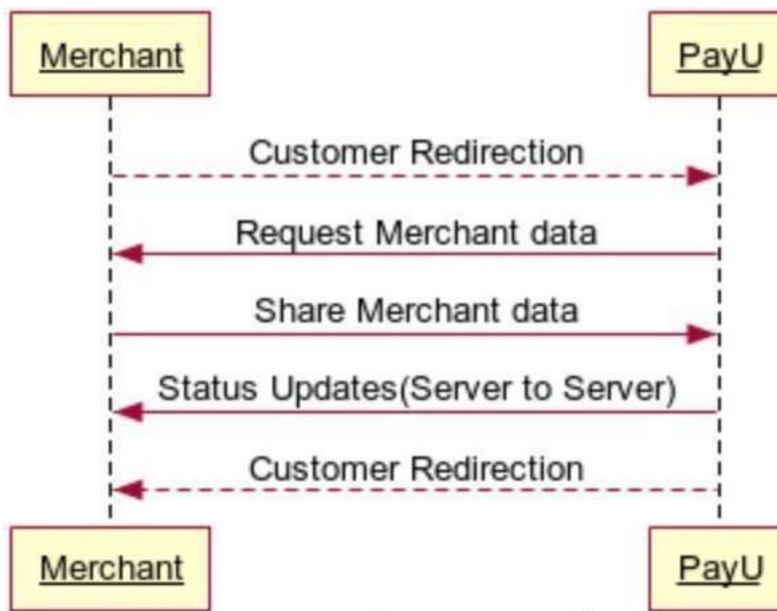 Merchant
PayU
Customer Redirection
Request Merchant data
Share Merchant data
Status Updates(Server to Server)
Customer Redirection
Merchant
PayU